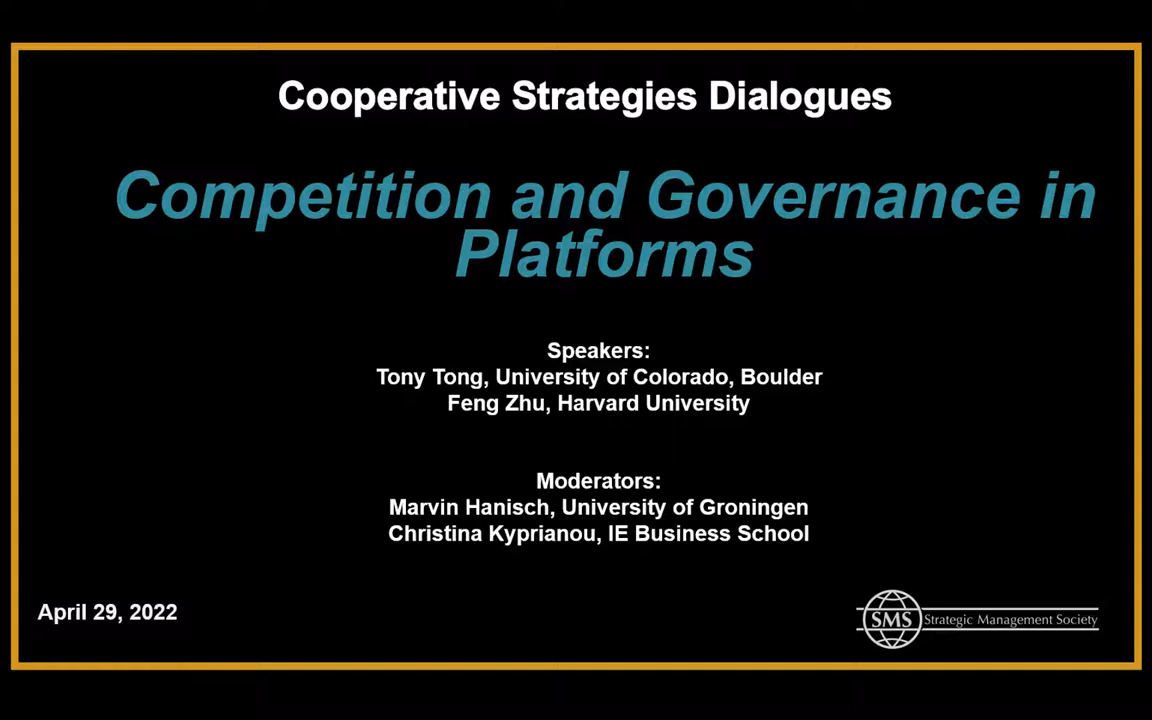 Cooperative Strategies Dialogues
Competition and Governance in
Platforms
Speakers:
Tony Tong, University of Colorado, Boulder
Feng Zhu, Harvard University
Moderators:
Marvin Hanisch, University of Groningen
Christina Kyprianou, IE Business School
April 29, 2022
SMS Strategic Management Society